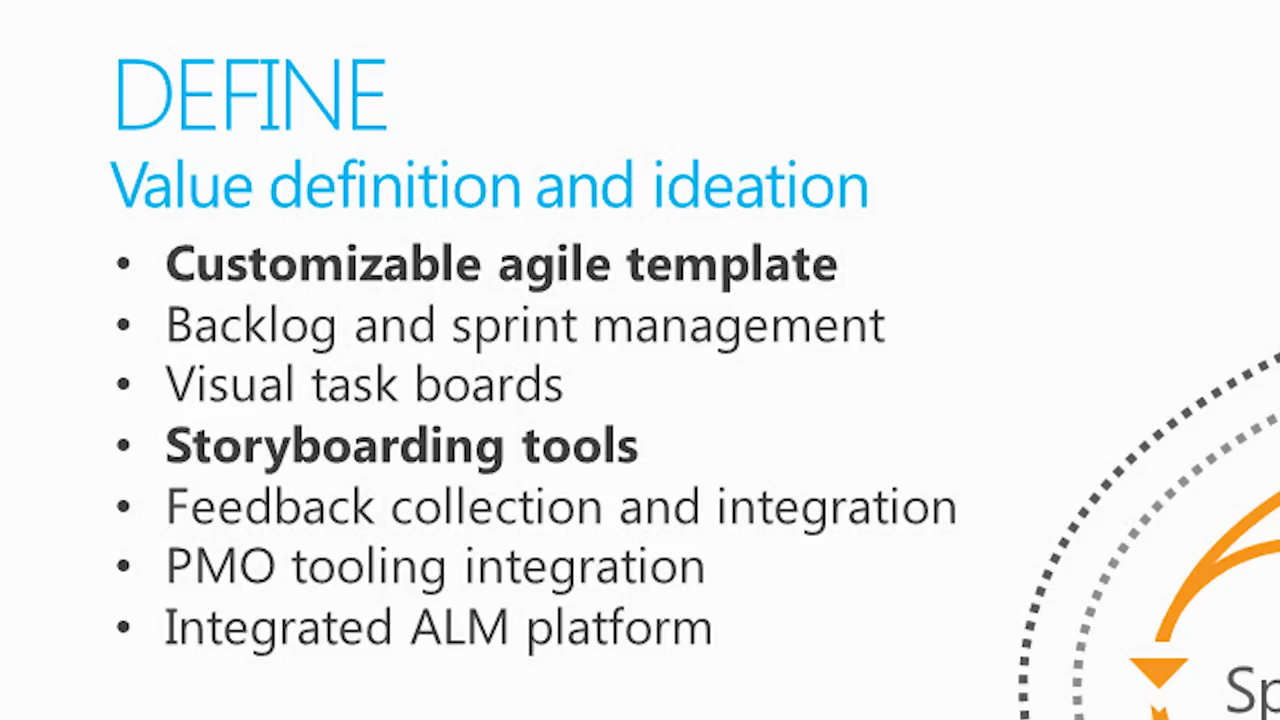 DEFINE
Value definition and ideation
• Customizable agile template
• Backlog and sprint management
• Visual task boards
• Storyboarding tools
• Feedback collection and integration
• PMO tooling integration
• Integrated ALM platform